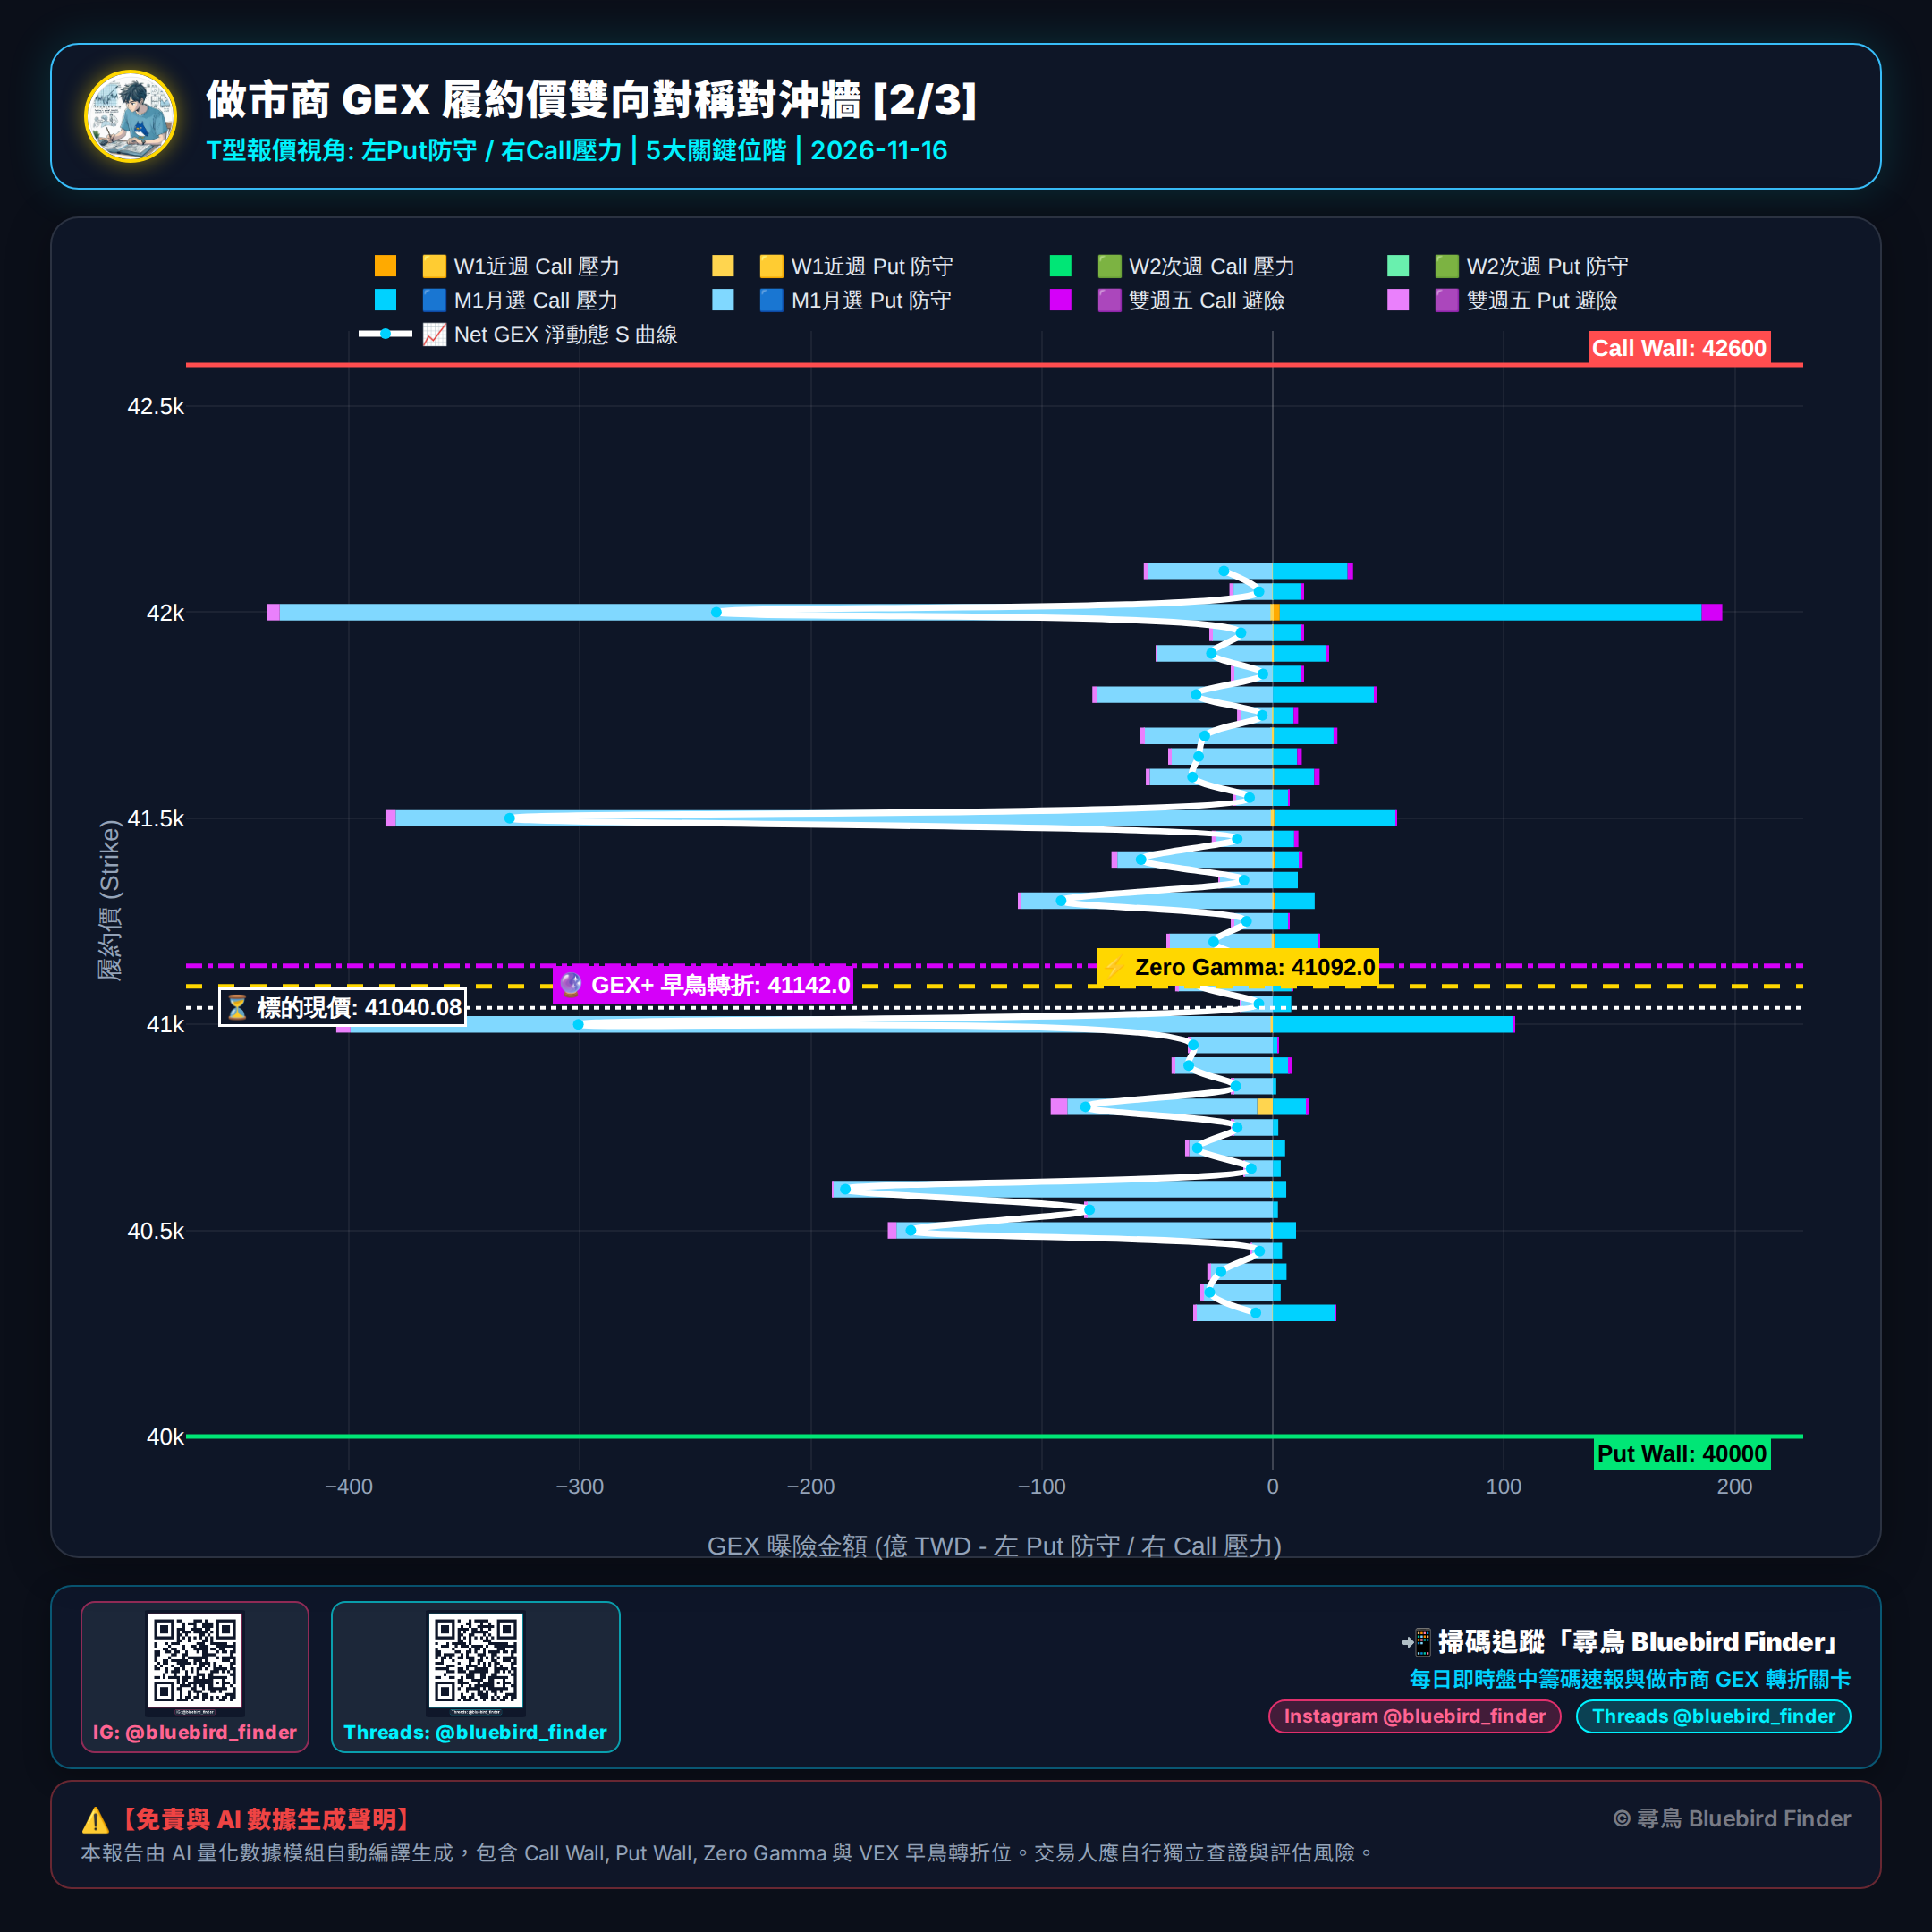 做市商 GEX 履約價雙向對稱對沖牆 [2/3]
T型報價視角: 左Put防守 / 右Call壓力 | 5大關鍵位階 | 2026-11-16
W1近週 Call 壓力
W1近週 Put 防守
W2次週 Call 壓力
W2次週 Put 防守
M1月選 Call 壓力
M1月選 Put 防守
雙週五 Call 避險
雙週五 Put 避險
Net GEX 淨動態 S 曲線
Call Wall: 42600
42.5k
42k
41.5k
履約價 (Strike)
⚡ Zero Gamma: 41092.0
🔮 GEX+ 早鳥轉折: 41142.0
⏳ 標的現價: 41040.08
41k
40.5k
40k
Put Wall: 40000
−400
−300
−200
−100
0
100
200
GEX 曝險金額 (億 TWD - 左 Put 防守 / 右 Call 壓力)
IG: @bluebird_finder
Threads: @bluebird_finder
IG: @bluebird_finder
Threads: @bluebird_finder
📲 掃碼追蹤「尋鳥 Bluebird Finder」
每日即時盤中籌碼速報與做市商 GEX 轉折關卡
Instagram @bluebird_finder
Threads @bluebird_finder
⚠️【免責與 AI 數據生成聲明】
© 尋鳥 Bluebird Finder
本報告由 AI 量化數據模組自動編譯生成，包含 Call Wall, Put Wall, Zero Gamma 與 VEX 早鳥轉折位。交易人應自行獨立查證與評估風險。